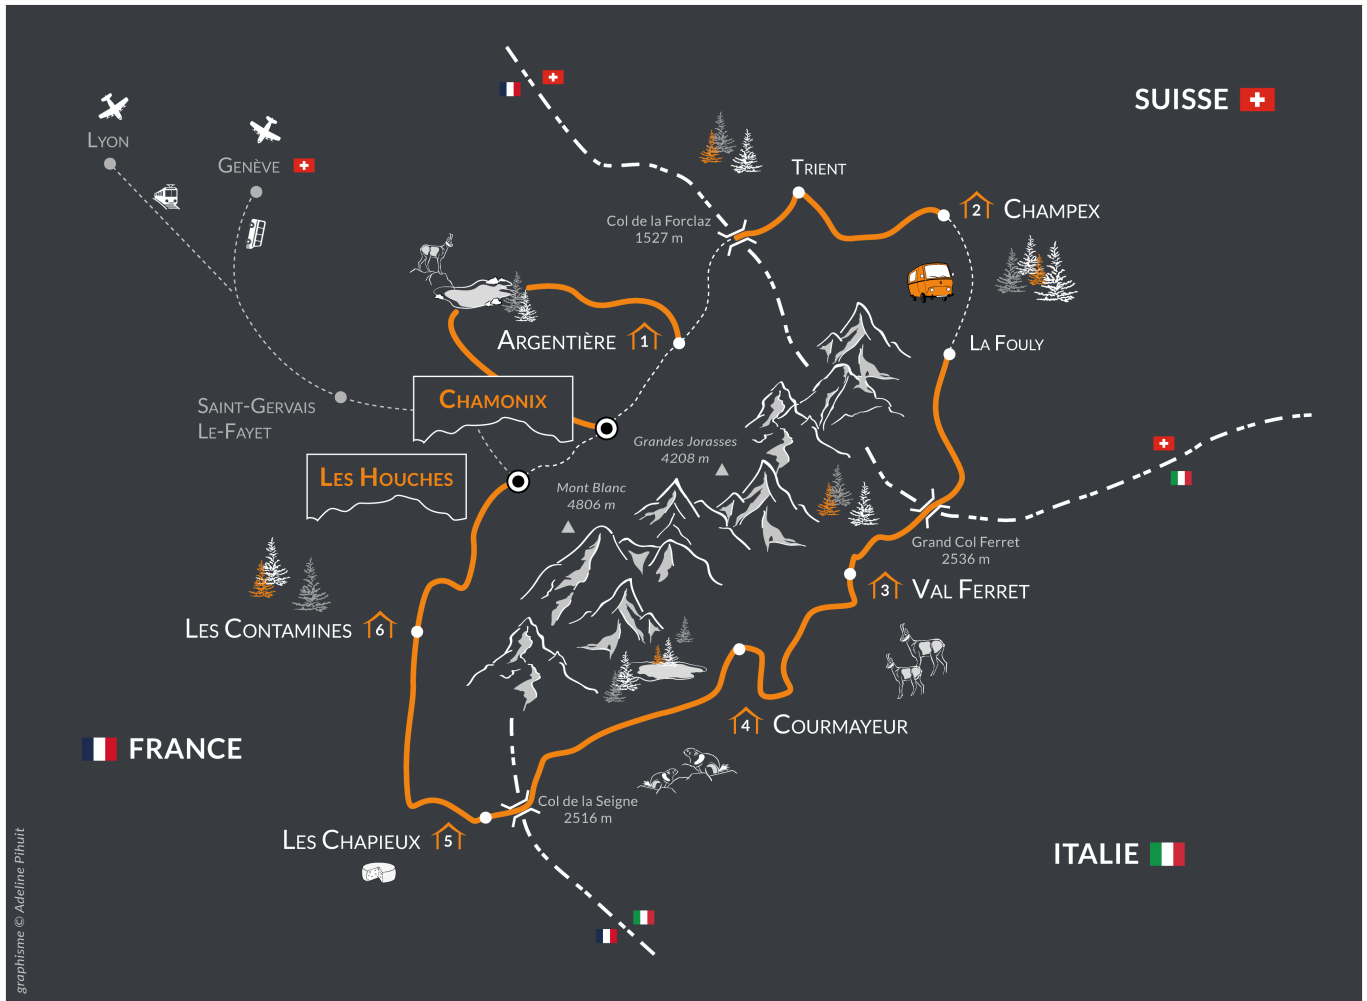 SUISSE
LYON
GENÈVE
TRIENT
Col de la Forclaz
1527 m
2
CHAMPEX
ARGENTIÈRE
1
LA FOULY
SAINT-GERVAIS
LE-FAYET
CHAMONIX
Grandes Jorasses
4208 m
LES HOUCHES
Mont Blanc
4806 m
Grand Col Ferret
2536 m
3
VAL FERRET
LES CONTAMINES
6
4
COURMAYEUR
FRANCE
Col de la Seigne
2516 m
LES CHAPIEUX
5
ITALIE
graphisme © Adeline Pihuit